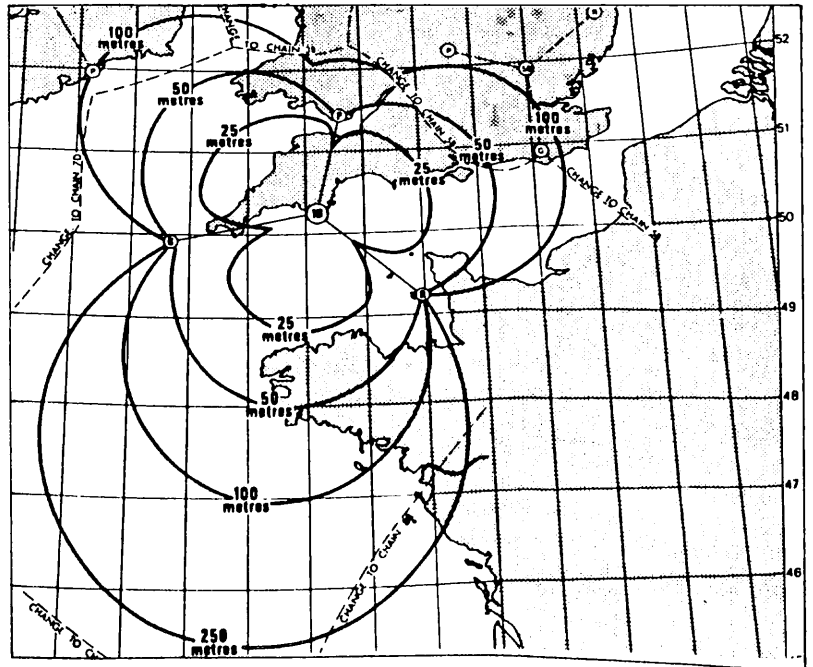 100
metres
CHANGE TO CHAIN
52
CHANGE TO CHAIN
50
metres
25
metres
100
metres
51
50
metres
25
metres
CHANGE TO CHAIN
CHANGE TO CHAIN
50
49
25
metres
48
50
metres
47
100
metres
CHANGE TO CHAIN
46
250
metres
CHANGE TO